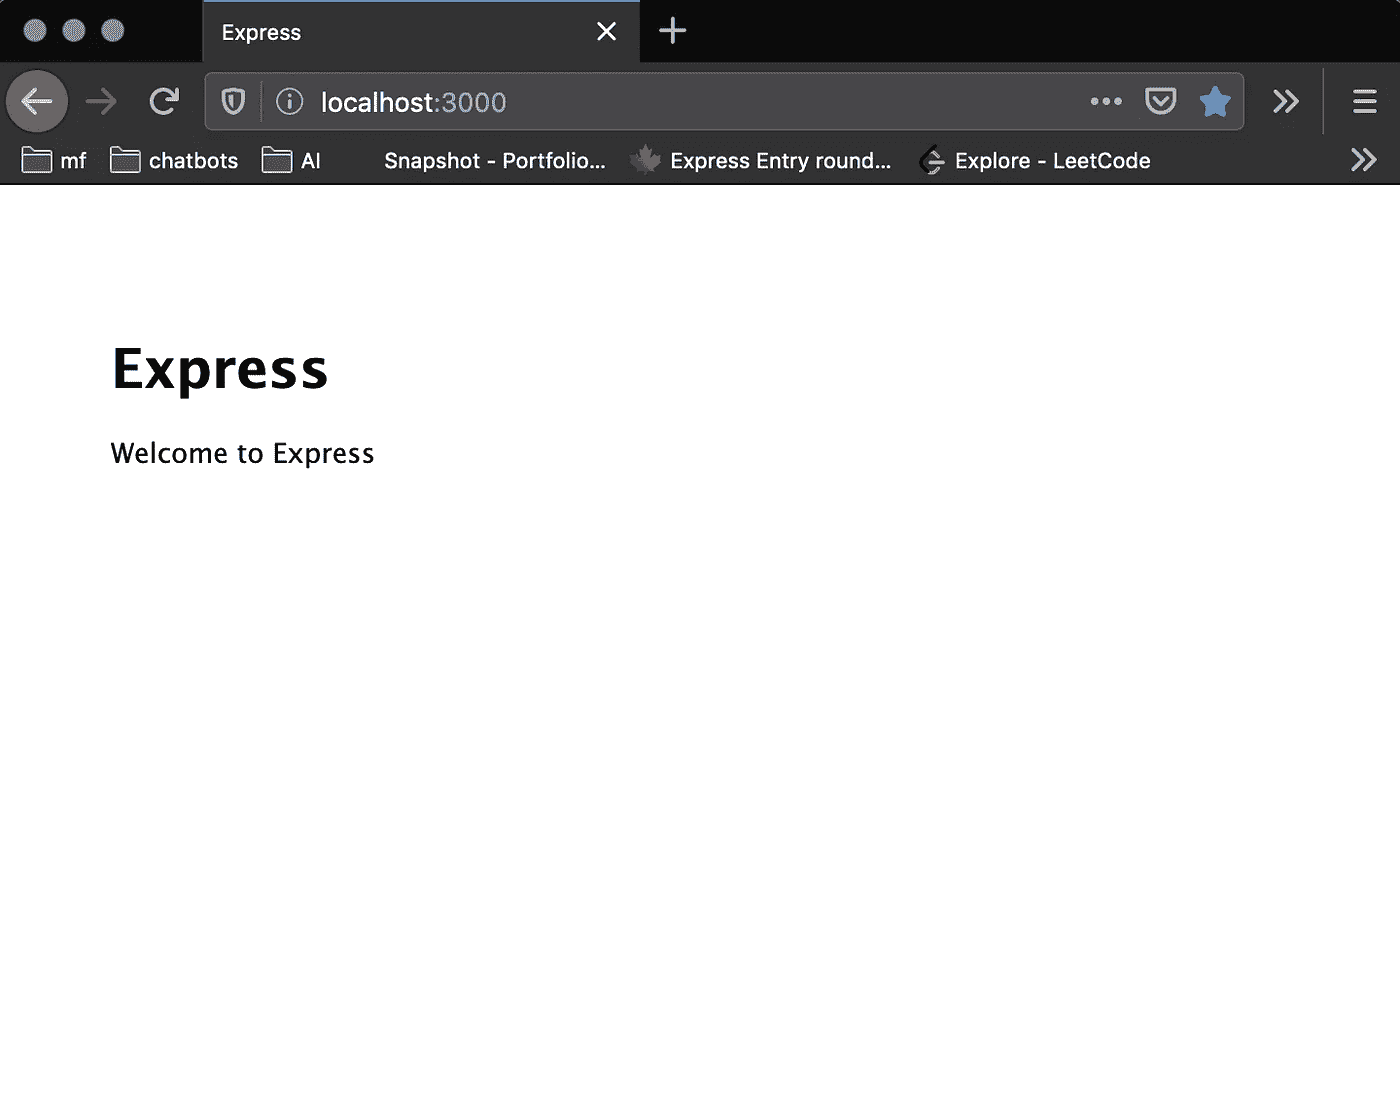 Express
localhost:3000
mf chatbots AI Snapshot - Portfolio... Express Entry round... Explore - LeetCode
Express
Welcome to Express